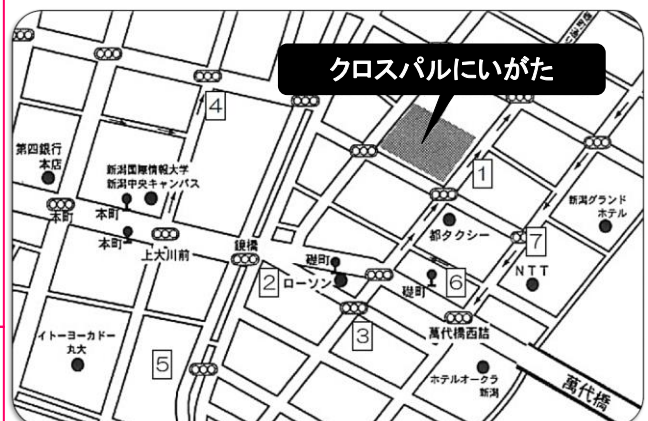 クロスパルにいがた
4
第四銀行
本店
新潟国際情報大学
新潟中央キャンパス
1
新潟グランド
ホテル
本町
本町
本町
上大川前
鏡橋
都タクシー
7
礎町
2
ローソン
礎町
6
NTT
3
萬代橋西詰
イトーヨーカドー
丸大
5
ホテルオークラ
新潟
萬代橋